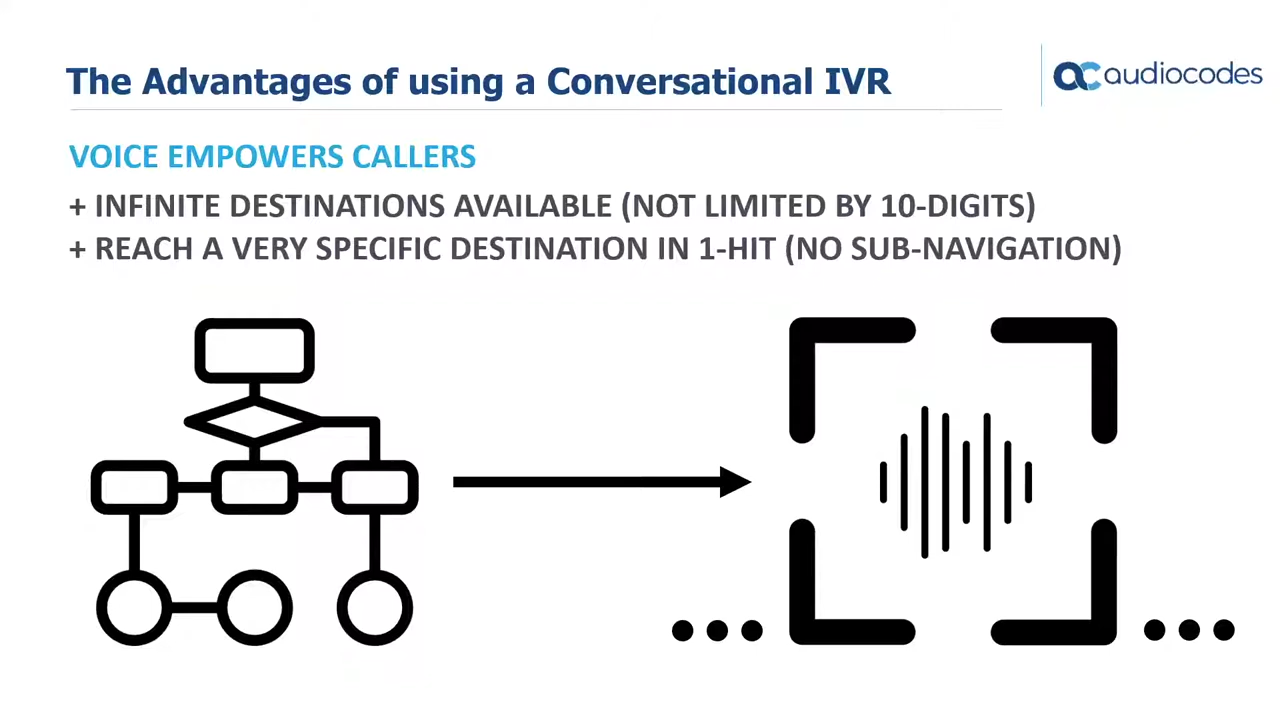 The Advantages of using a Conversational IVR
audiocodes
VOICE EMPOWERS CALLERS
+ INFINITE DESTINATIONS AVAILABLE (NOT LIMITED BY 10-DIGITS)
+ REACH A VERY SPECIFIC DESTINATION IN 1-HIT (NO SUB-NAVIGATION)